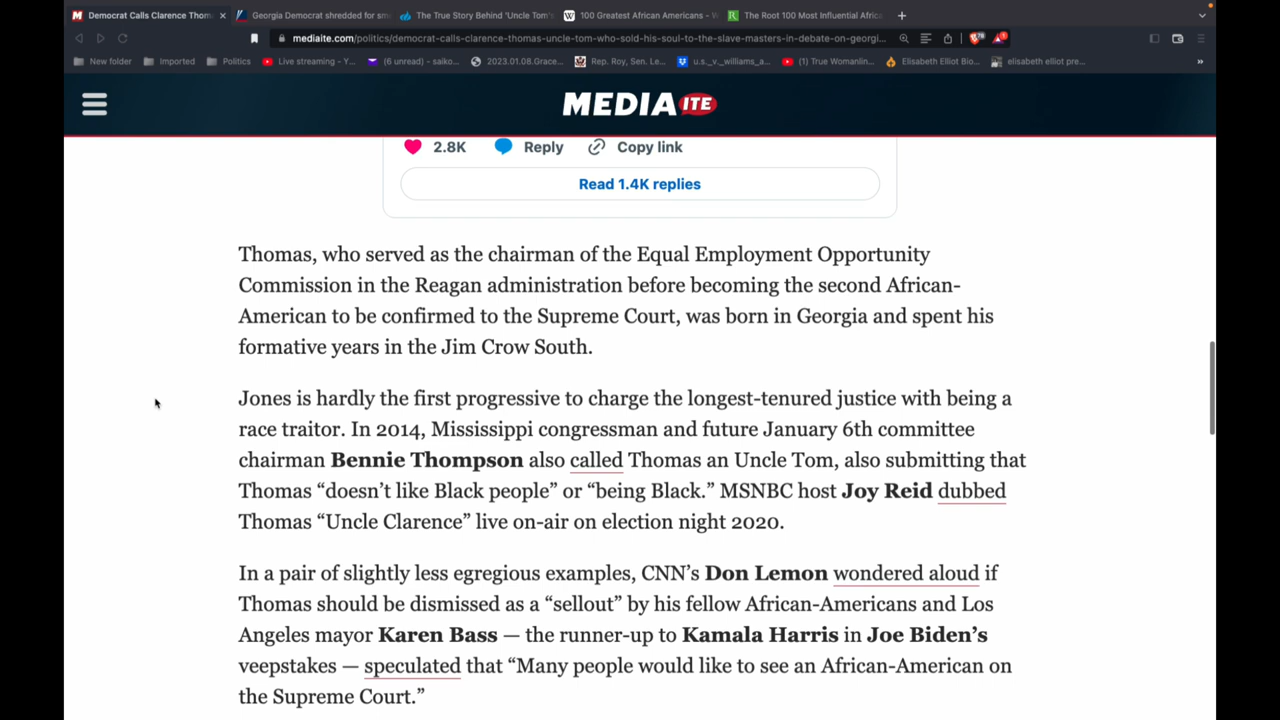 Democrat Calls Clarence Thom
Georgia Democrat shredded for sm
The True Story Behind 'Uncle Tom'
100 Greatest African Americans - W
The Root 100 Most Influential Afric
mediaite.com/politics/democrat-calls-clarence-thomas-uncle-tom-who-sold-his-soul-to-the-slave-masters-in-debate-on-georgi...
New folder
Imported
Politics
Live streaming - Y...
(6 unread) - saiko...
2023.01.08.Grace...
Rep. Roy, Sen. Le...
u.s._v._williams_a...
(1) True Womanlin...
Elisabeth Elliot Bio...
elisabeth elliot pre...
MEDIA ITE
2.8K Reply Copy link
Read 1.4K replies
Thomas, who served as the chairman of the Equal Employment Opportunity
Commission in the Reagan administration before becoming the second African-
American to be confirmed to the Supreme Court, was born in Georgia and spent his
formative years in the Jim Crow South.
Jones is hardly the first progressive to charge the longest-tenured justice with being a
race traitor. In 2014, Mississippi congressman and future January 6th committee
chairman Bennie Thompson also called Thomas an Uncle Tom, also submitting that
Thomas “doesn’t like Black people” or “being Black.” MSNBC host Joy Reid dubbed
Thomas “Uncle Clarence” live on-air on election night 2020.
In a pair of slightly less egregious examples, CNN’s Don Lemon wondered aloud if
Thomas should be dismissed as a “sellout” by his fellow African-Americans and Los
Angeles mayor Karen Bass — the runner-up to Kamala Harris in Joe Biden’s
veepstakes — speculated that “Many people would like to see an African-American on
the Supreme Court.”